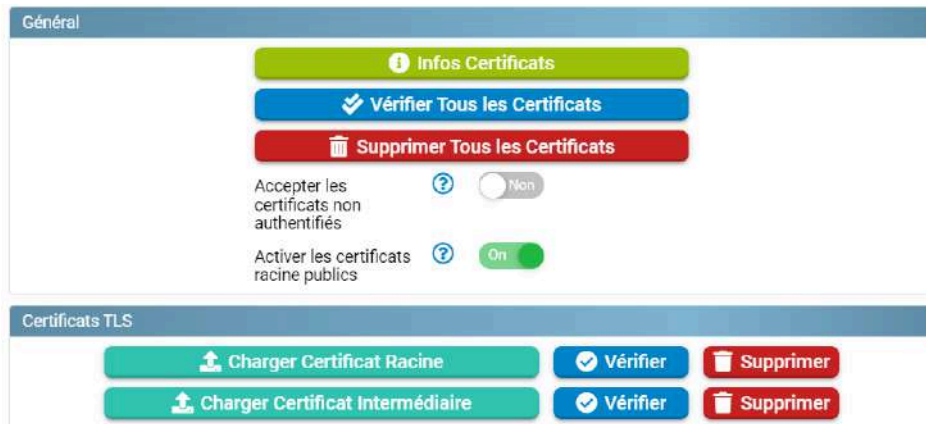 Général
Infos Certificats
Vérifier Tous les Certificats
Supprimer Tous les Certificats
Accepter les
certificats non
authentifiés
Non
Activer les certificats
racine publics
On
Certificats TLS
Charger Certificat Racine Vérifier Supprimer
Charger Certificat Intermédiaire Vérifier Supprimer